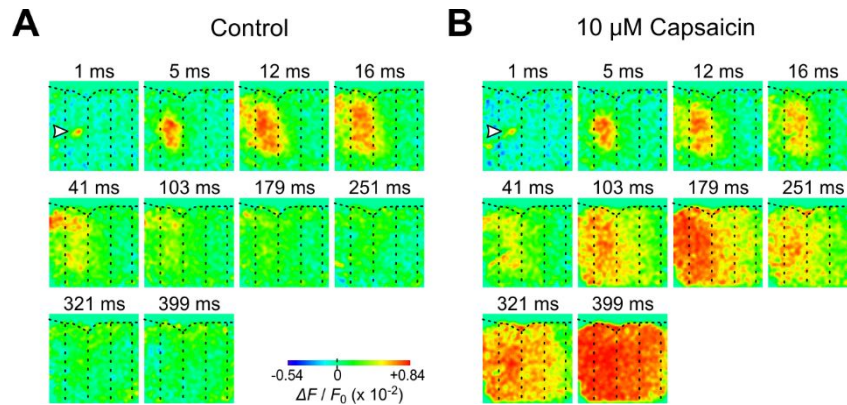 A Control
1 ms 5 ms 12 ms 16 ms
41 ms 103 ms 179 ms 251 ms
321 ms 399 ms
-0.54 0 +0.84
ΔF / F0 (x 10-2)
B 10 µM Capsaicin
1 ms 5 ms 12 ms 16 ms
41 ms 103 ms 179 ms 251 ms
321 ms 399 ms